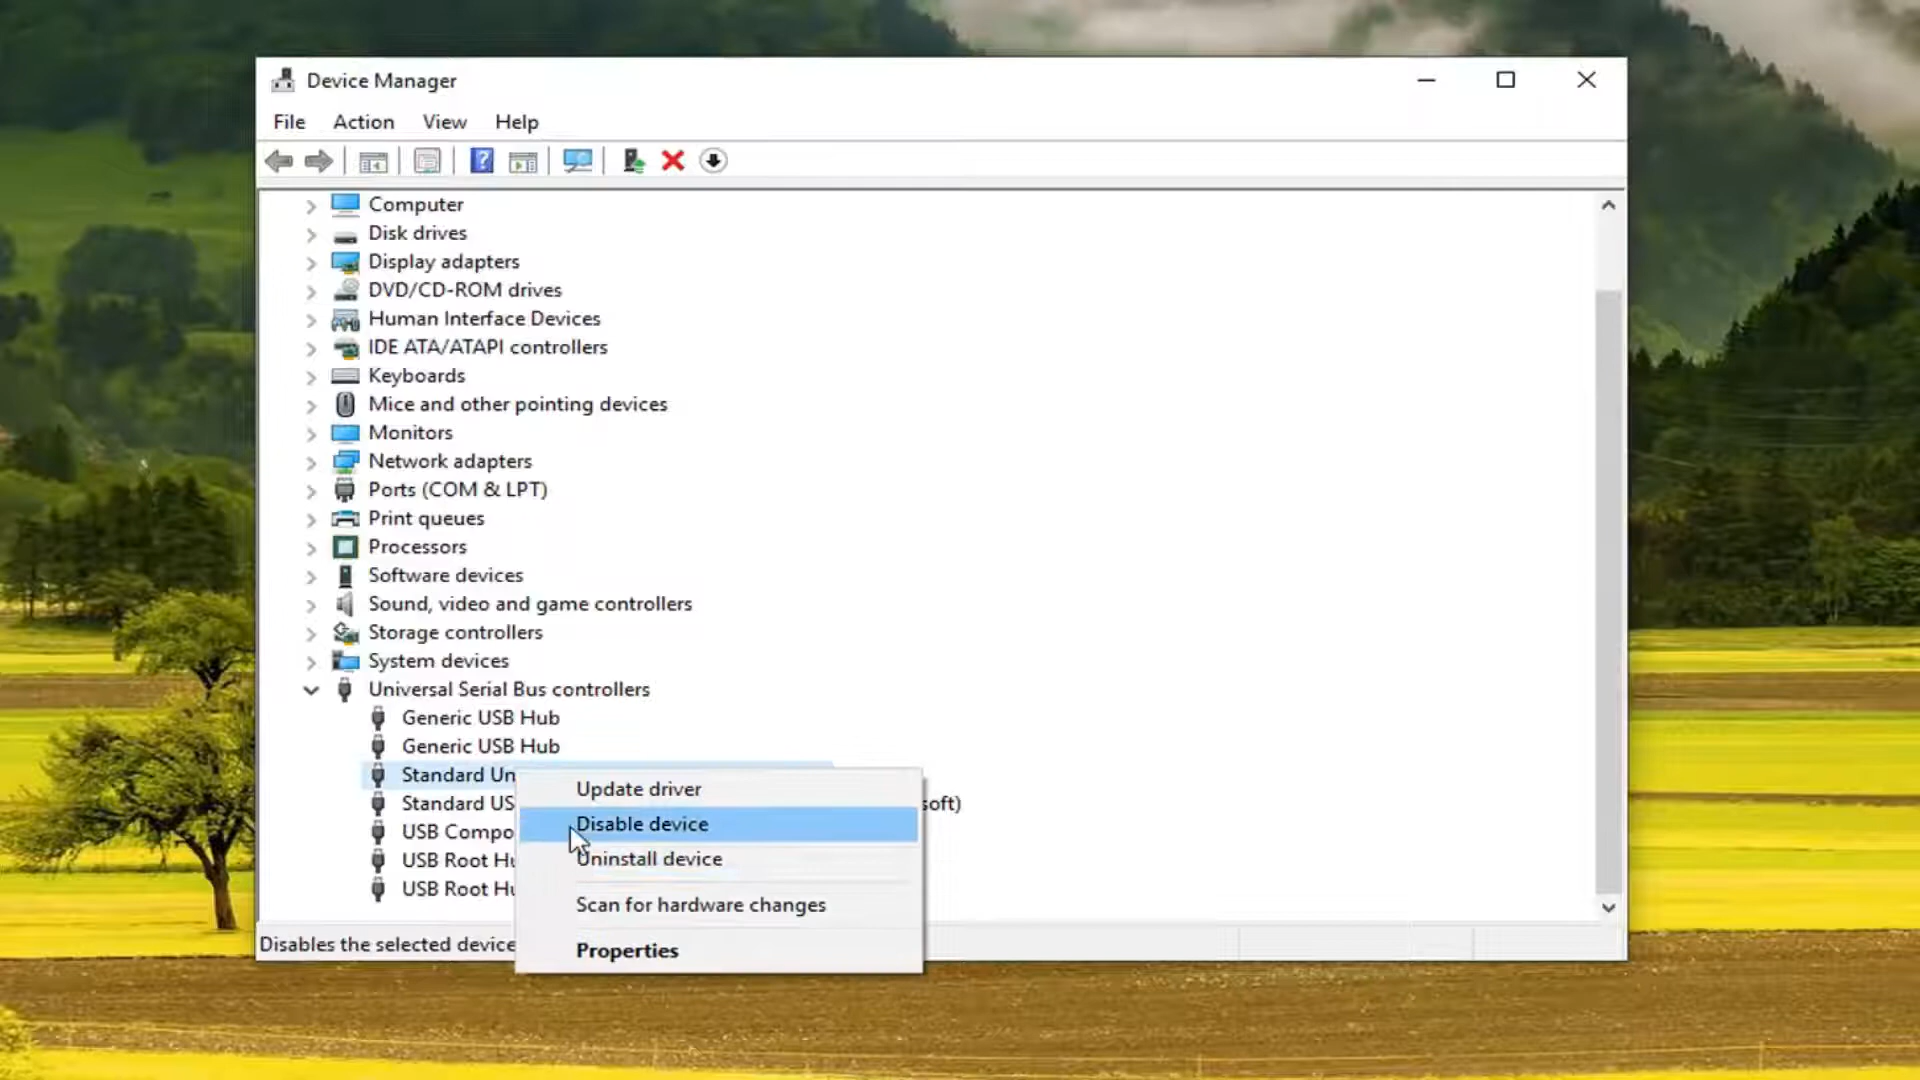 Device Manager
File Action View Help
Computer
Disk drives
Display adapters
DVD/CD-ROM drives
Human Interface Devices
IDE ATA/ATAPI controllers
Keyboards
Mice and other pointing devices
Monitors
Network adapters
Ports (COM & LPT)
Print queues
Processors
Software devices
Sound, video and game controllers
Storage controllers
System devices
Universal Serial Bus controllers
Generic USB Hub
Generic USB Hub
Standard Un
Standard US soft)
USB Compo
USB Root Hu
USB Root Hu
Update driver
Disable device
Uninstall device
Scan for hardware changes
Properties
Disables the selected device